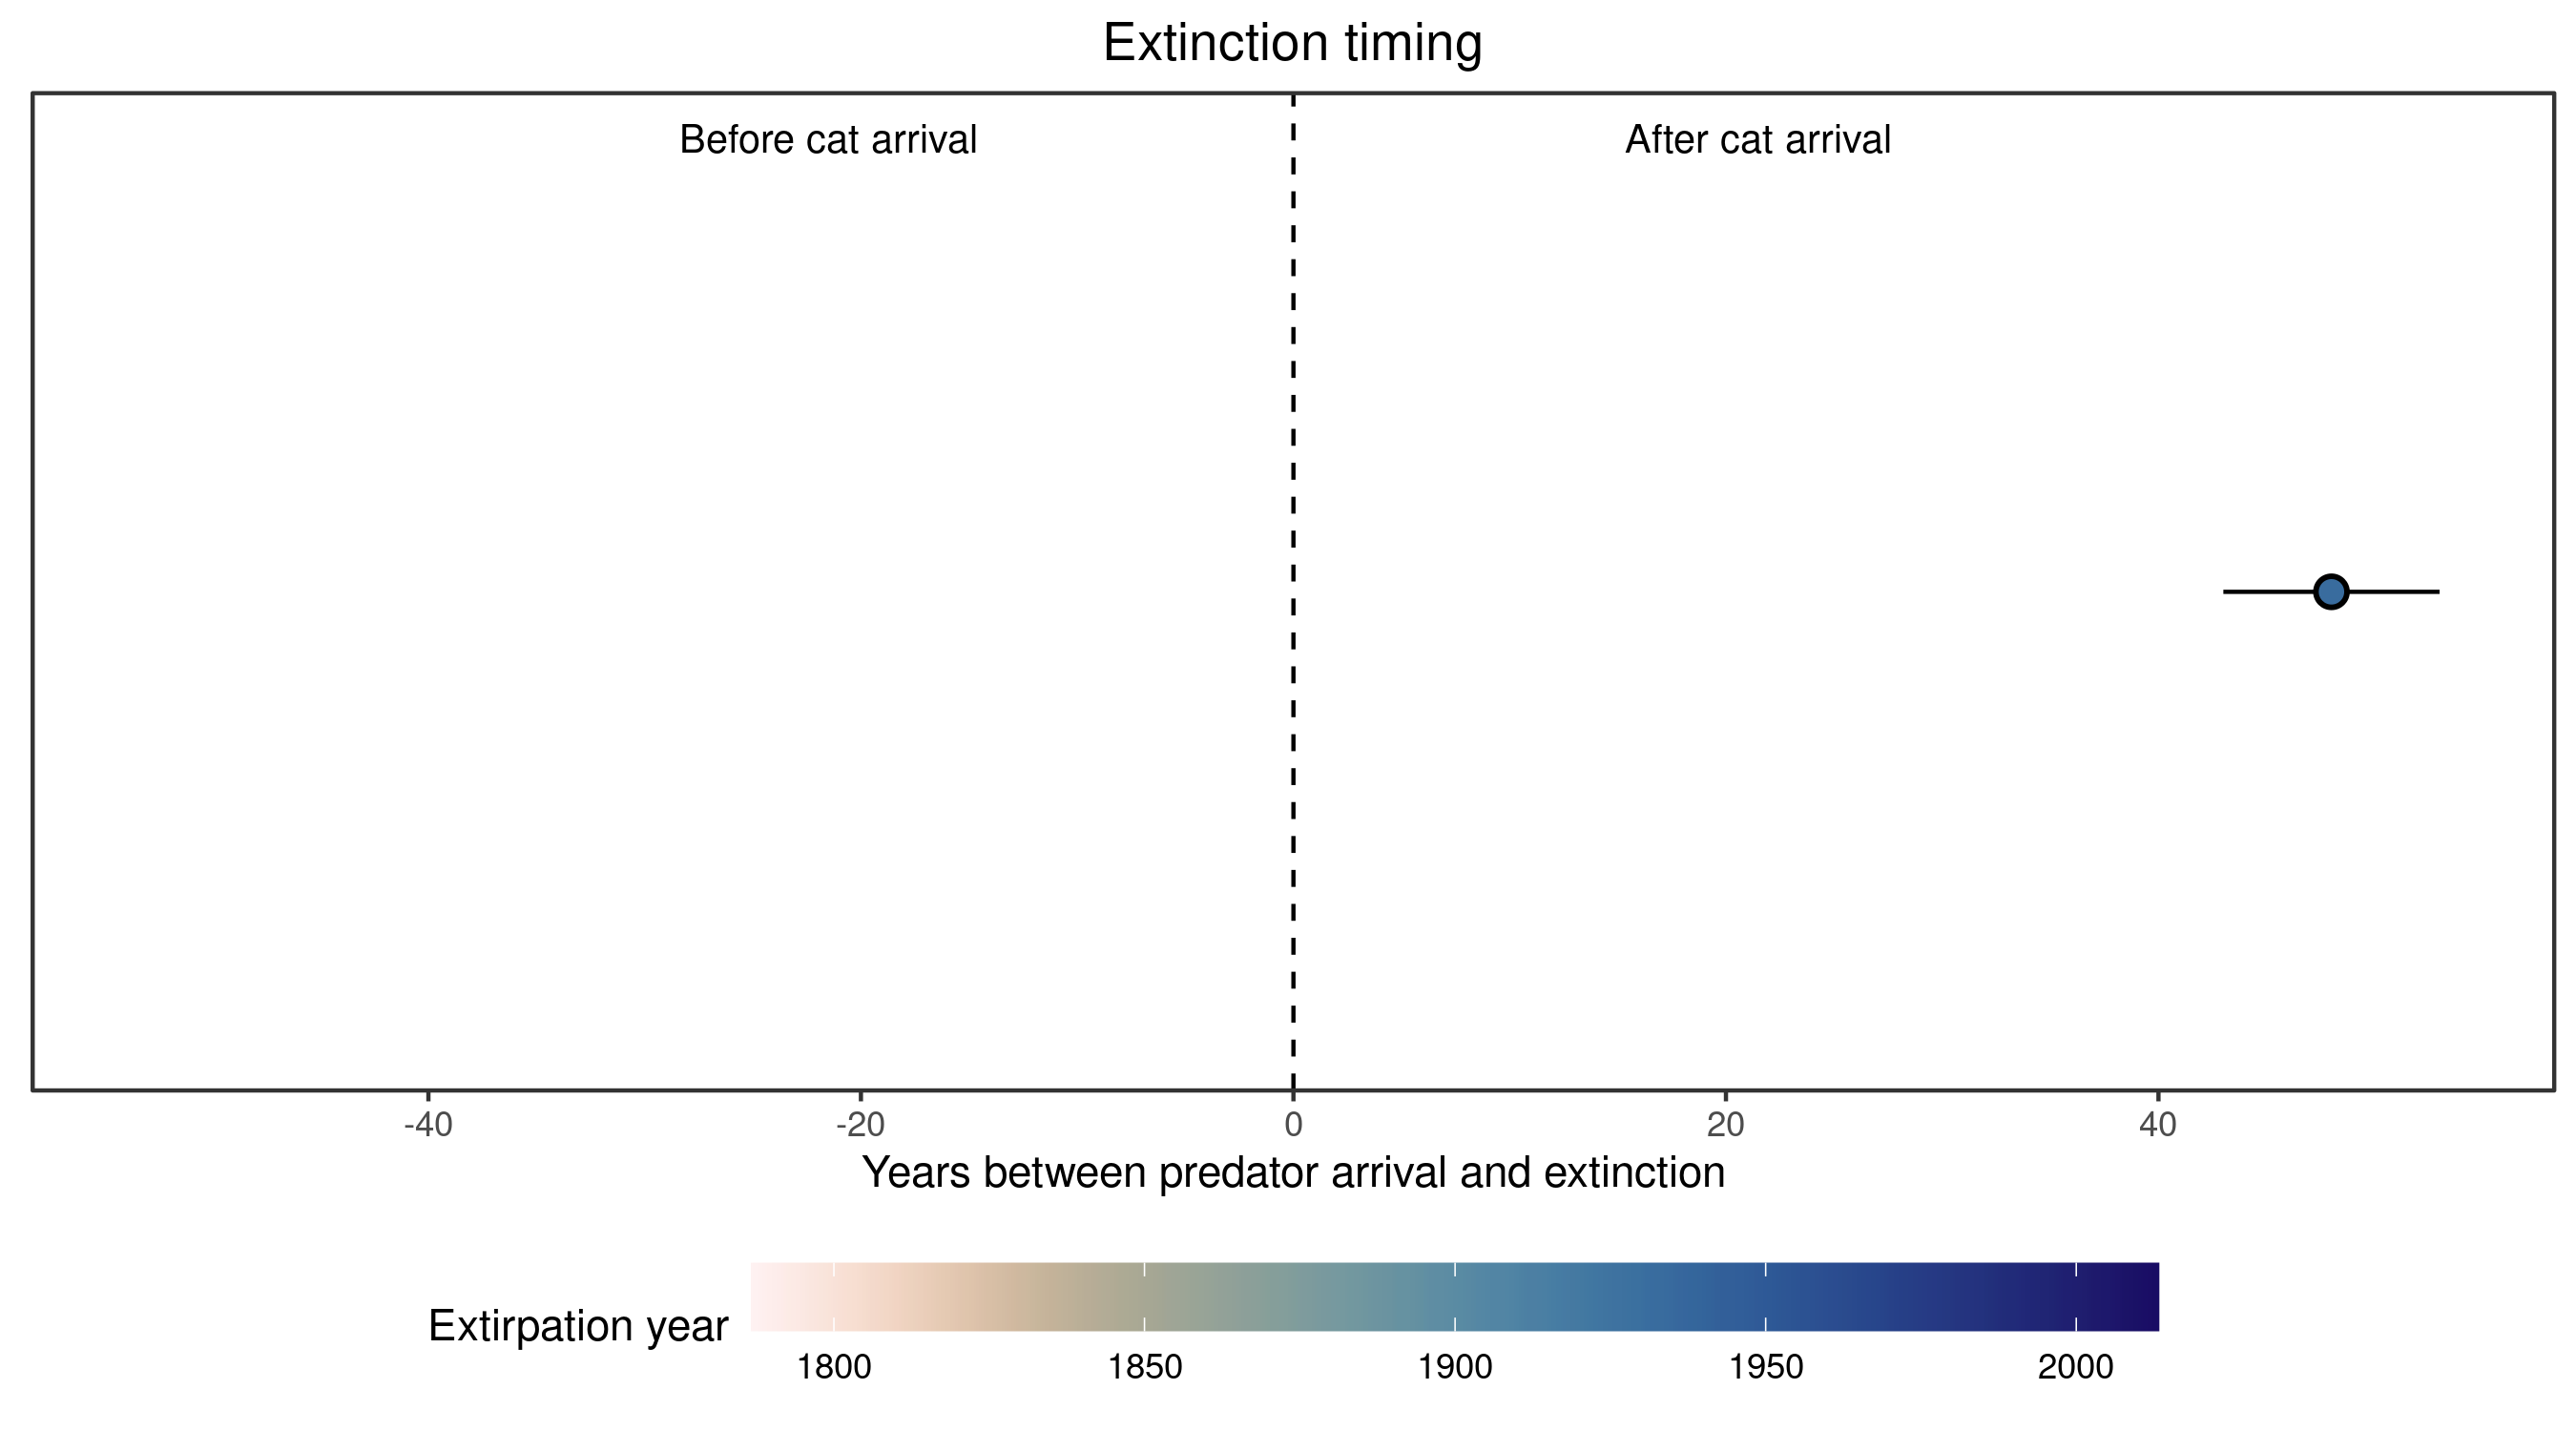 Extinction timing
Before cat arrival
After cat arrival
-40
-20
0
20
40
Years between predator arrival and extinction
Extirpation year
1800
1850
1900
1950
2000